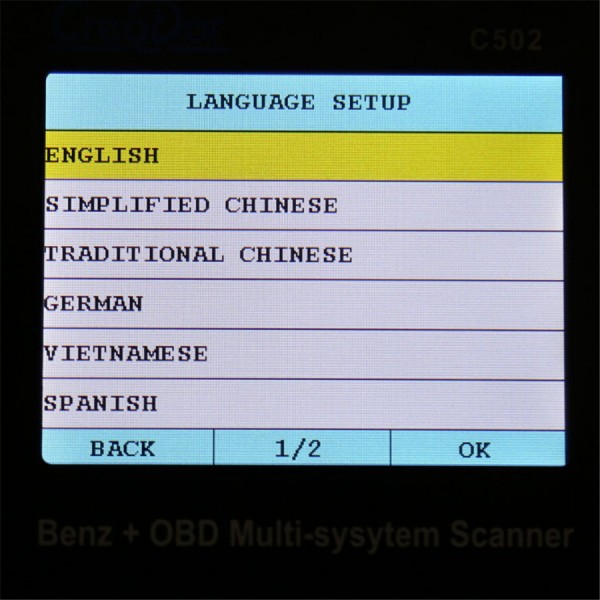 C502
LANGUAGE SETUP
ENGLISH
SIMPLIFIED CHINESE
TRADITIONAL CHINESE
GERMAN
VIETNAMESE
SPANISH
BACK 1/2 OK
Benz + OBD Multi-sysytem Scanner